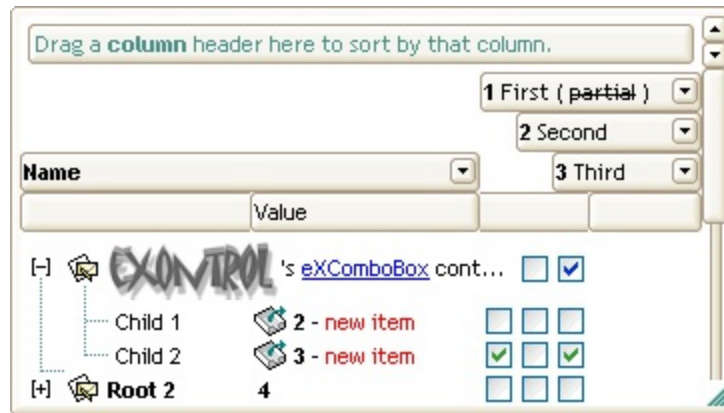 Drag a column header here to sort by that column.
1 First ( partial )
2 Second
Name 3 Third
Value
[-] EXONTROL 's eXComboBox cont...
Child 1 2 - new item
Child 2 3 - new item
[+] Root 2 4